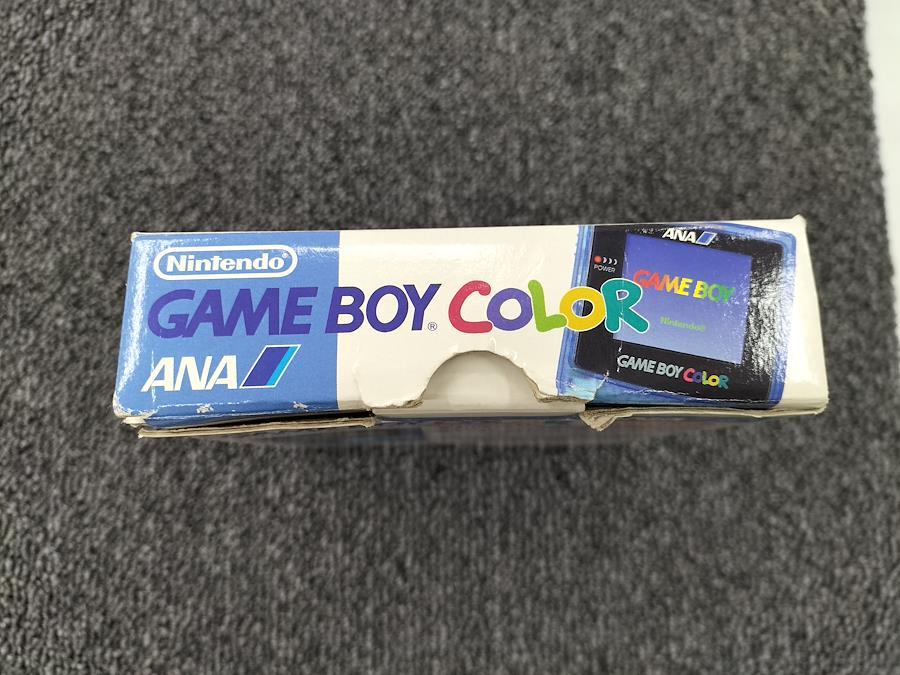 Nintendo®
GAME BOY® COLOR
ANA
ANA
POWER
GAME BOY
Nintendo®
GAME BOY COLOR